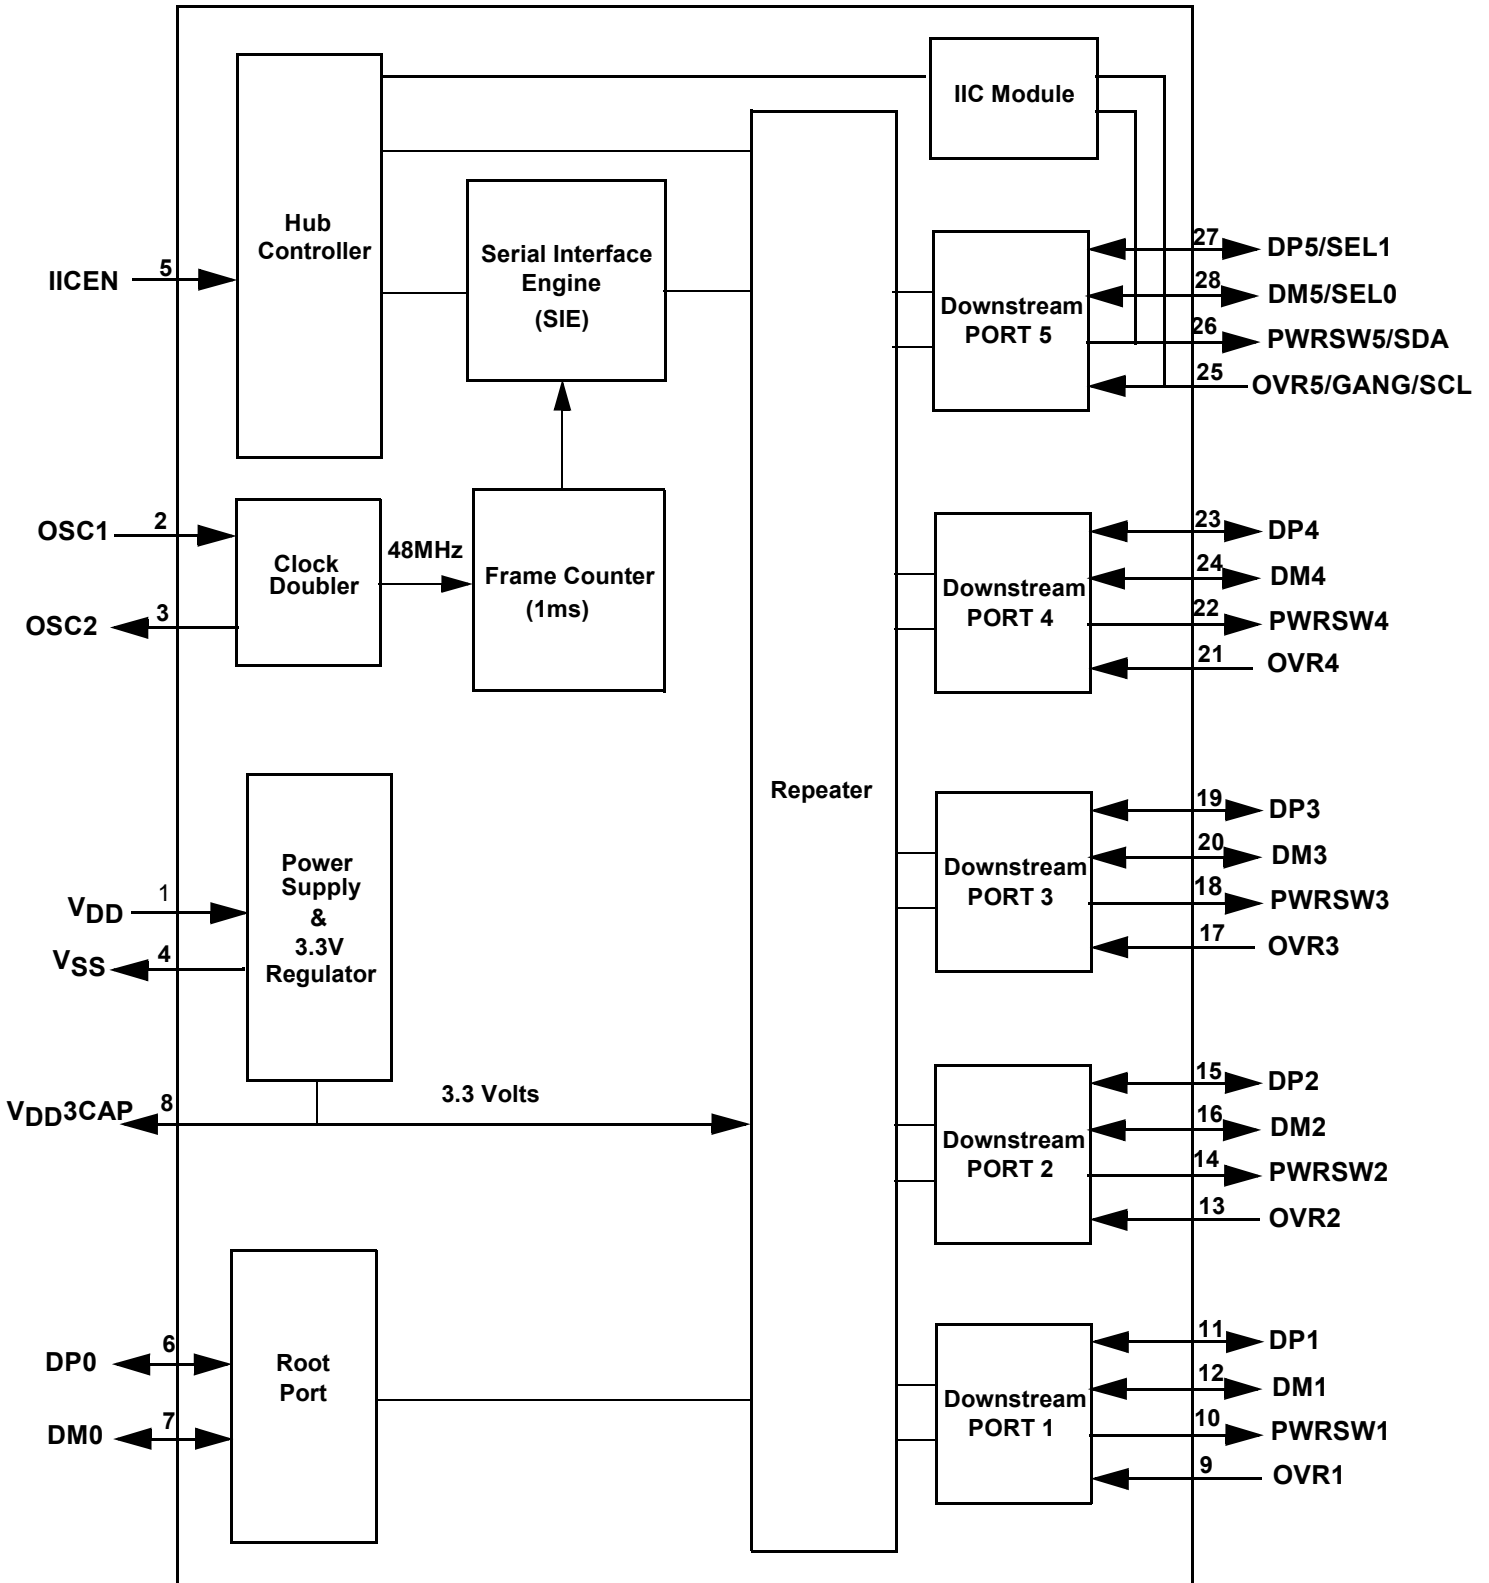 IIC Module
Hub
Controller
Serial Interface
Engine
(SIE)
IICEN
5
Downstream
PORT 5
27
DP5/SEL1
28
DM5/SEL0
26
PWRSW5/SDA
25
OVR5/GANG/SCL
OSC1
2
OSC2
3
Clock
Doubler
48MHz
Frame Counter
(1ms)
Downstream
PORT 4
23
DP4
24
DM4
22
PWRSW4
21
OVR4
Repeater
Power
Supply
&
3.3V
Regulator
VDD
1
VSS
4
Downstream
PORT 3
19
DP3
20
DM3
18
PWRSW3
17
OVR3
VDD3CAP
8
3.3 Volts
Downstream
PORT 2
15
DP2
16
DM2
14
PWRSW2
13
OVR2
DP0
6
DM0
7
Root
Port
Downstream
PORT 1
11
DP1
12
DM1
10
PWRSW1
9
OVR1